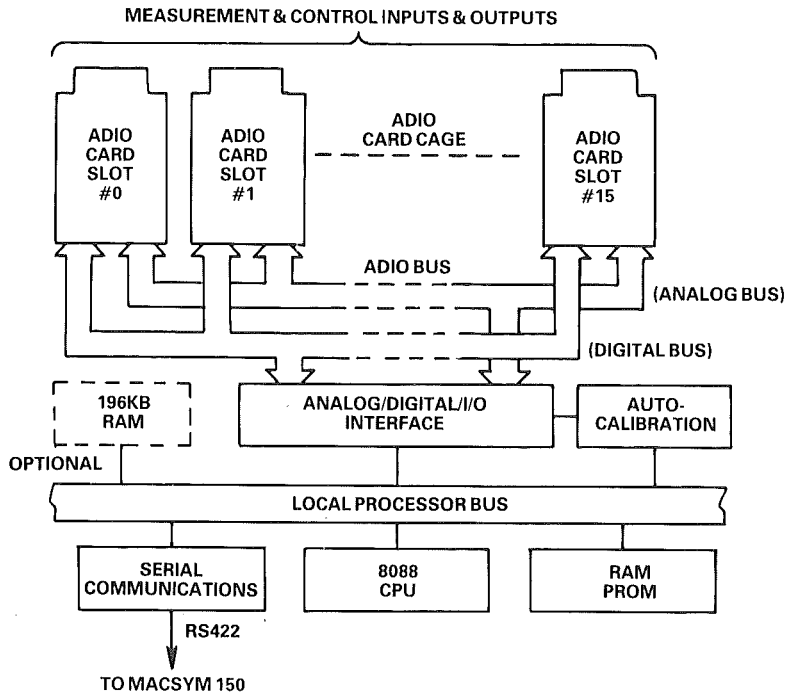 MEASUREMENT & CONTROL INPUTS & OUTPUTS
ADIO
CARD
SLOT
#0
ADIO
CARD
SLOT
#1
ADIO
CARD CAGE
ADIO
CARD
SLOT
#15
ADIO BUS
(ANALOG BUS)
(DIGITAL BUS)
196KB
RAM
OPTIONAL
ANALOG/DIGITAL/I/O
INTERFACE
AUTO-
CALIBRATION
LOCAL PROCESSOR BUS
SERIAL
COMMUNICATIONS
8088
CPU
RAM
PROM
RS422
TO MACSYM 150